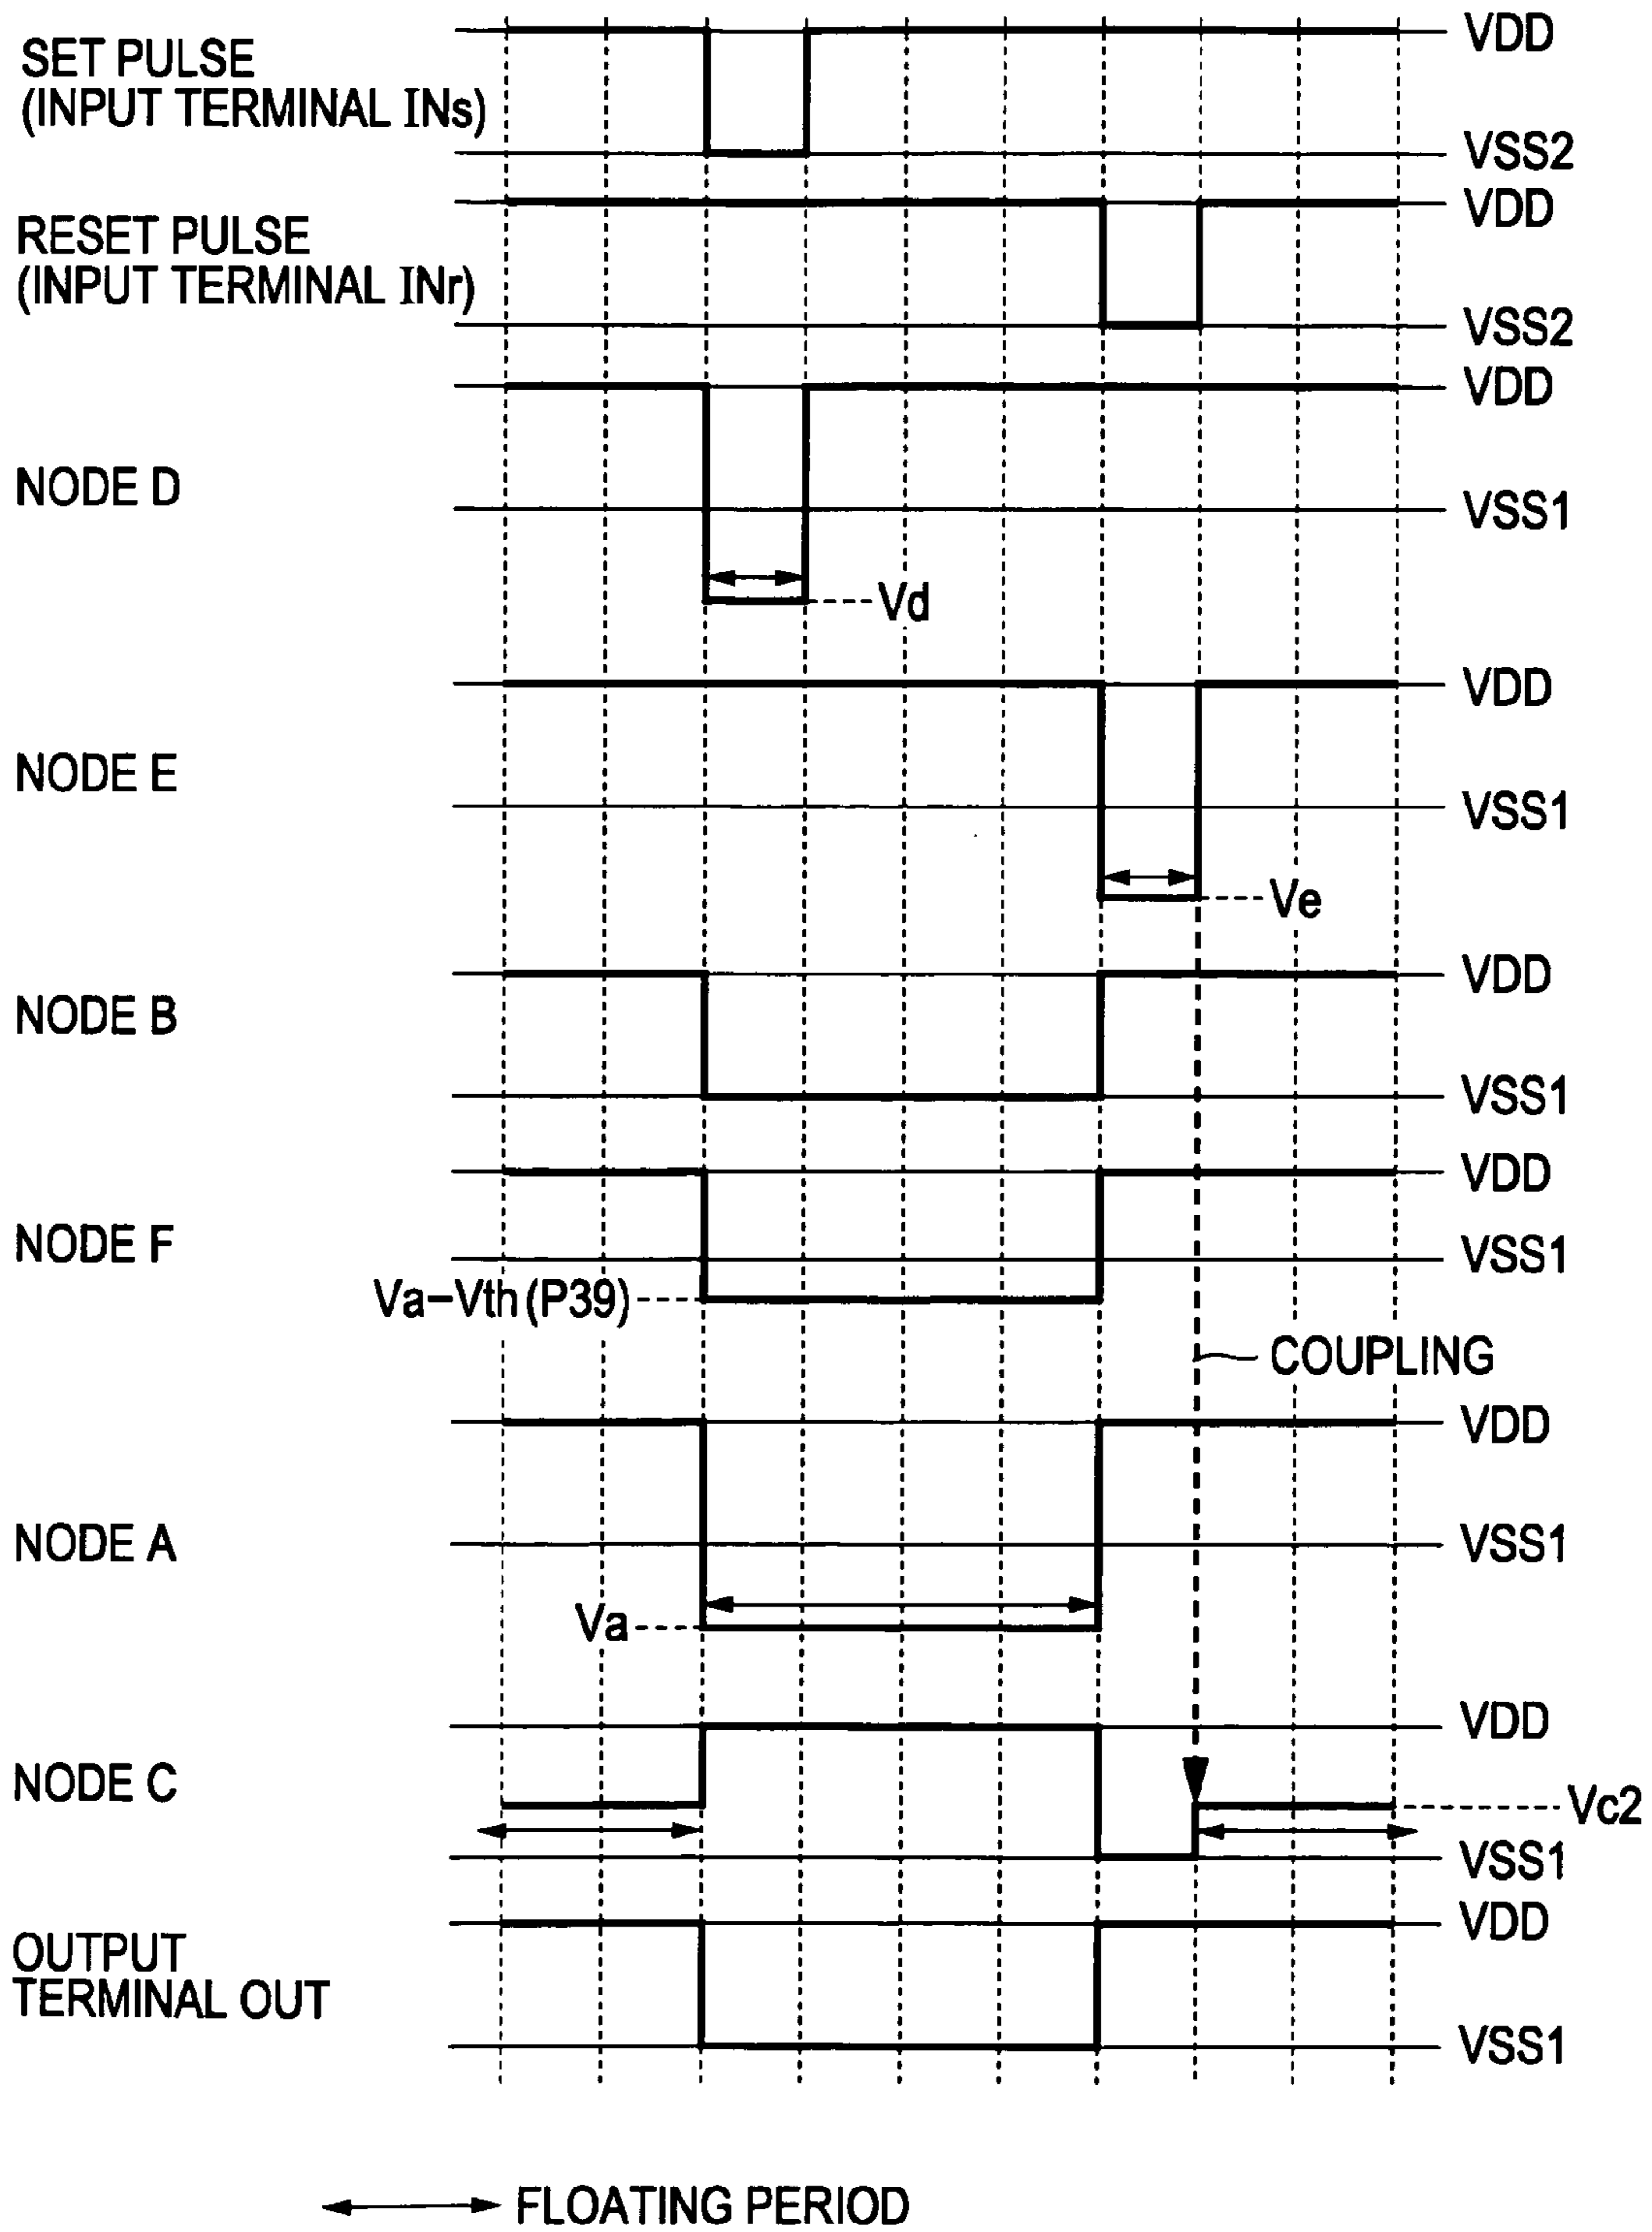 VDD
SET PULSE
(INPUT TERMINAL INs)
VSS2
VDD
RESET PULSE
(INPUT TERMINAL INr)
VSS2
VDD
NODE D
VSS1
Vd
VDD
NODE E
VSS1
Ve
VDD
NODE B
VSS1
VDD
NODE F
VSS1
Va-Vth (P39)
COUPLING
VDD
NODE A
VSS1
Va
VDD
NODE C
Vc2
VSS1
VDD
OUTPUT
TERMINAL OUT
VSS1
FLOATING PERIOD